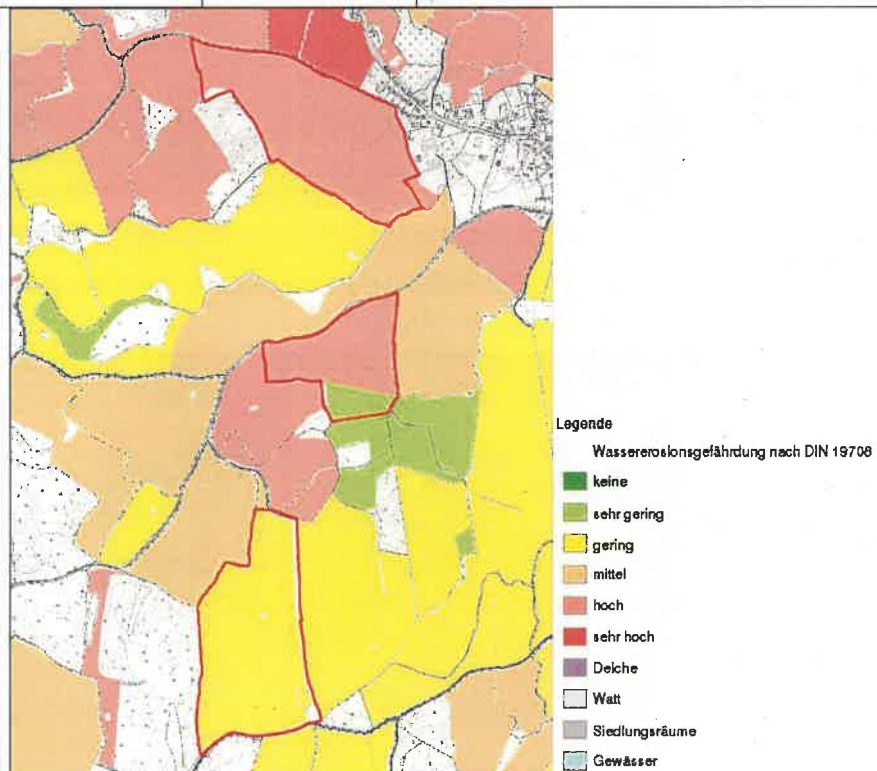 Legende
Wassererosionsgefährdung nach DIN 19708
keine
sehr gering
gering
mittel
hoch
sehr hoch
Deiche
Watt
Siedlungsräume
Gewässer